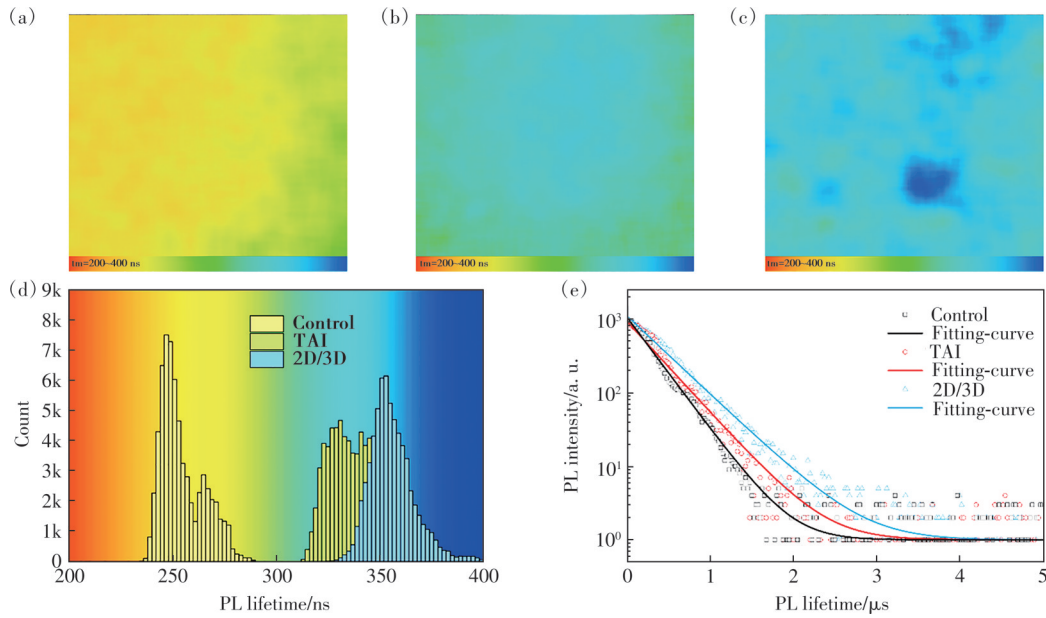 (a)
(b)
(c)
tm=200~400 ns
tm=200~400 ns
tm=200~400 ns
(d)
9k
8k
7k
6k
5k
4k
3k
2k
1k
0
Count
Control
TAI
2D/3D
200
250
300
350
400
PL lifetime/ns
(e)
10³
10²
10¹
10⁰
PL intensity/a. u.
Control
Fitting-curve
TAI
Fitting-curve
2D/3D
Fitting-curve
0
1
2
3
4
5
PL lifetime/μs